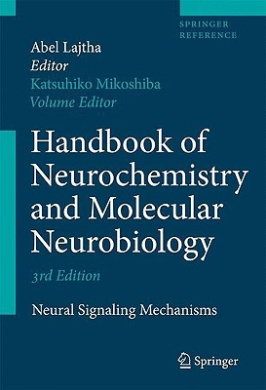 SPRINGER
REFERENCE
Abel Lajtha
Editor
Katsuhiko Mikoshiba
Volume Editor
Handbook of
Neurochemistry
and Molecular
Neurobiology
3rd Edition
Neural Signaling Mechanisms
Springer